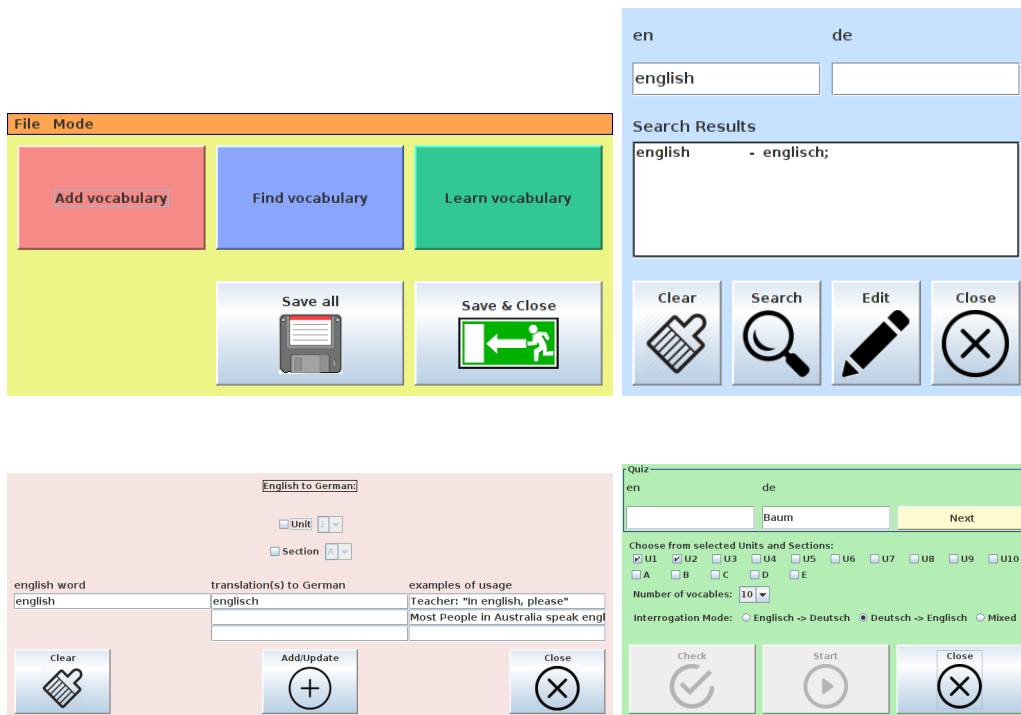 File Mode
Add vocabulary Find vocabulary Learn vocabulary
Save all Save & Close
en de
english
Search Results
english - englisch;
Clear Search Edit Close
English to German:
Unit 1
Section A
english word translation(s) to German examples of usage
english englisch Teacher: "In english, please"
Most People in Australia speak engl
Clear Add/Update Close
Quiz
en de
Baum Next
Choose from selected Units and Sections:
U1 U2 U3 U4 U5 U6 U7 U8 U9 U10
A B C D E
Number of vocables: 10
Interrogation Mode: Englisch -> Deutsch Deutsch -> Englisch Mixed
Check Start Close